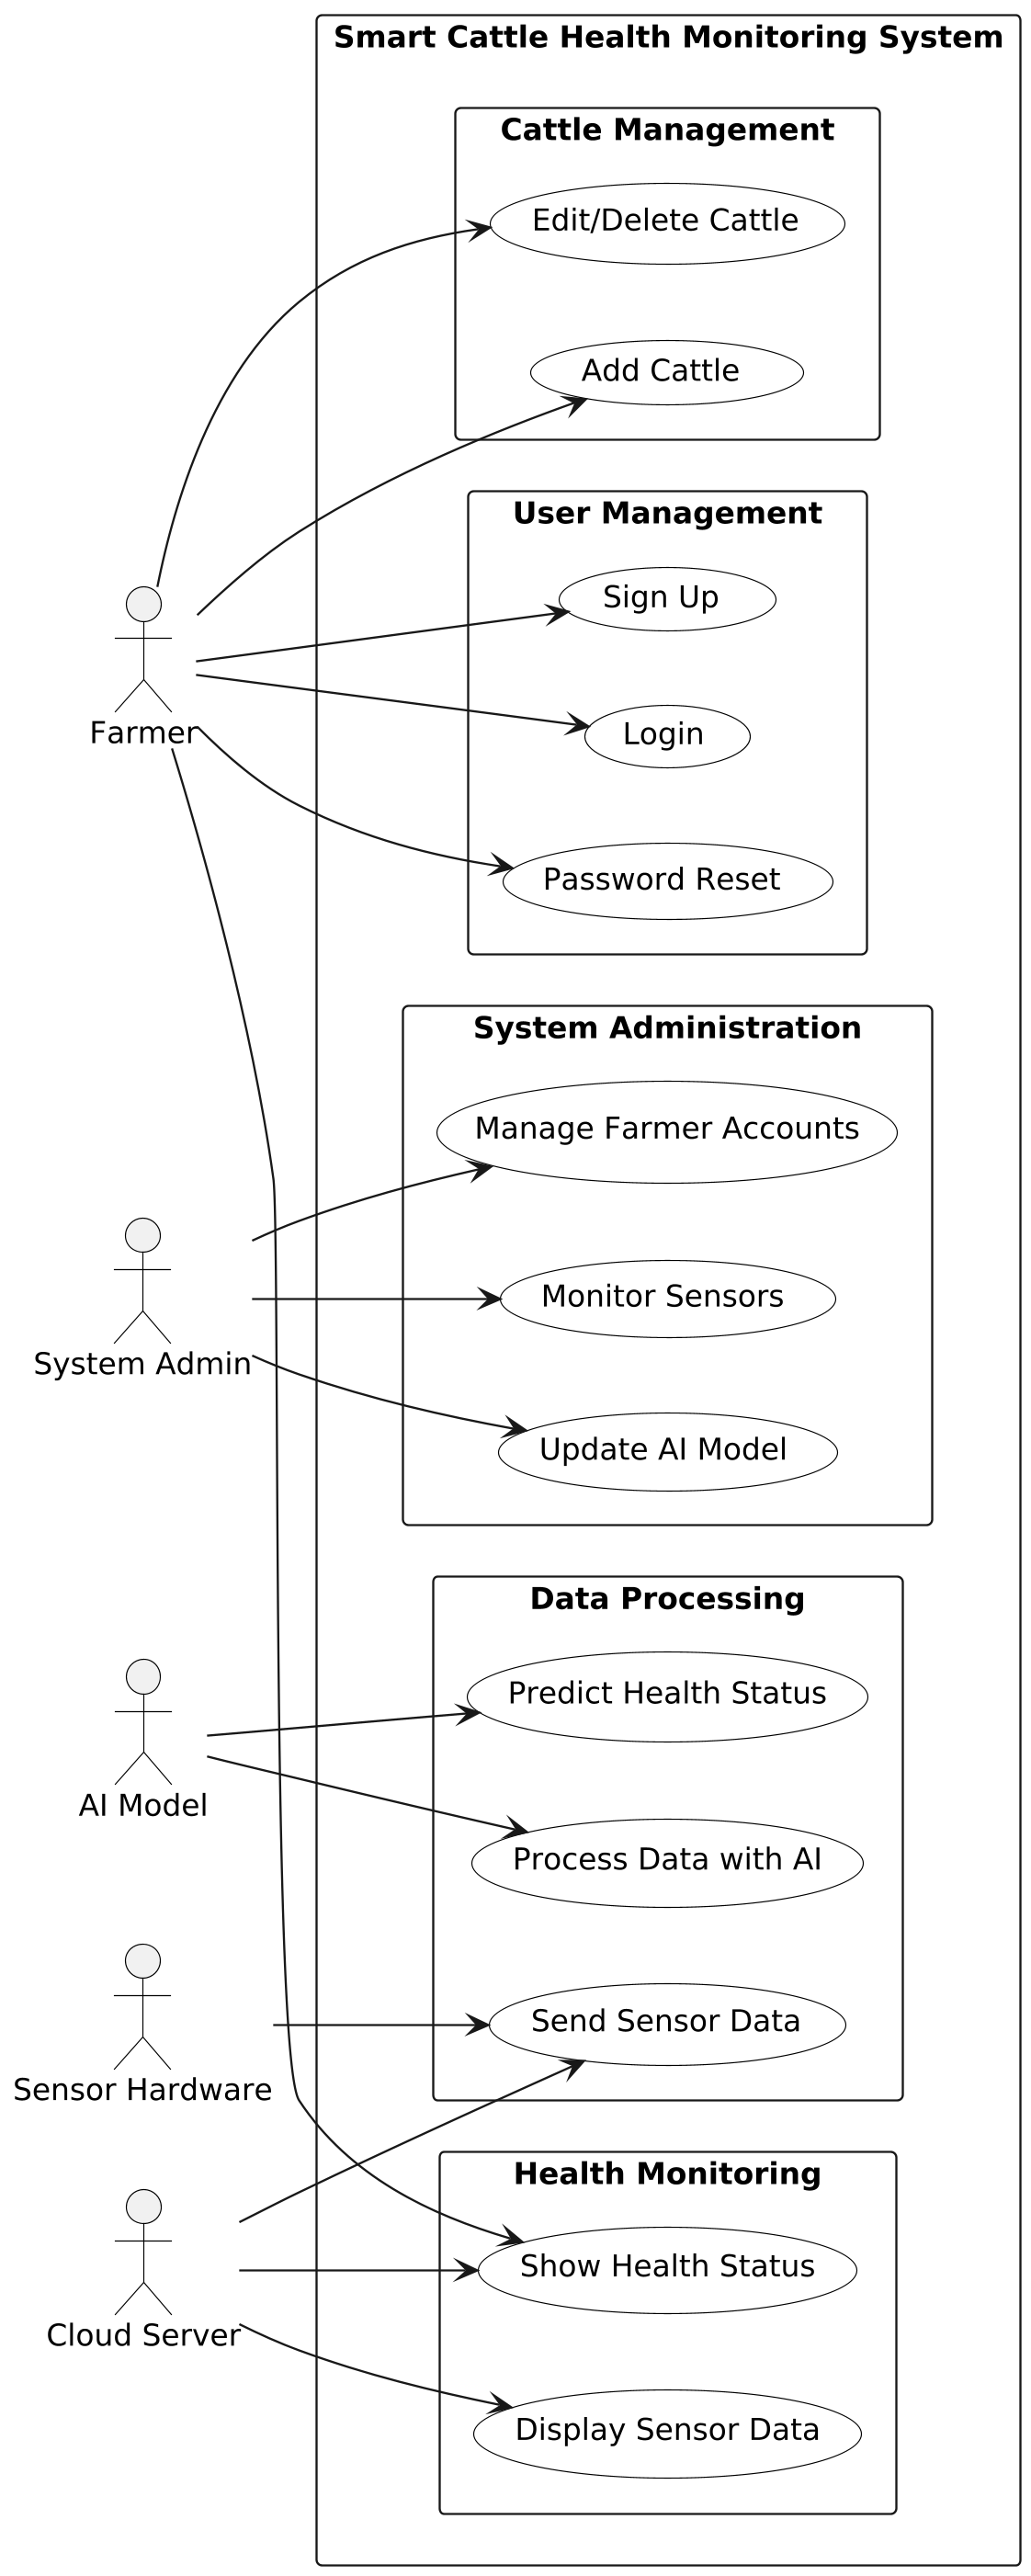 Smart Cattle Health Monitoring System
Cattle Management
Edit/Delete Cattle
Add Cattle
User Management
Sign Up
Login
Password Reset
Farmer
System Administration
Manage Farmer Accounts
Monitor Sensors
Update AI Model
System Admin
Data Processing
Predict Health Status
Process Data with AI
Send Sensor Data
AI Model
Sensor Hardware
Health Monitoring
Show Health Status
Display Sensor Data
Cloud Server